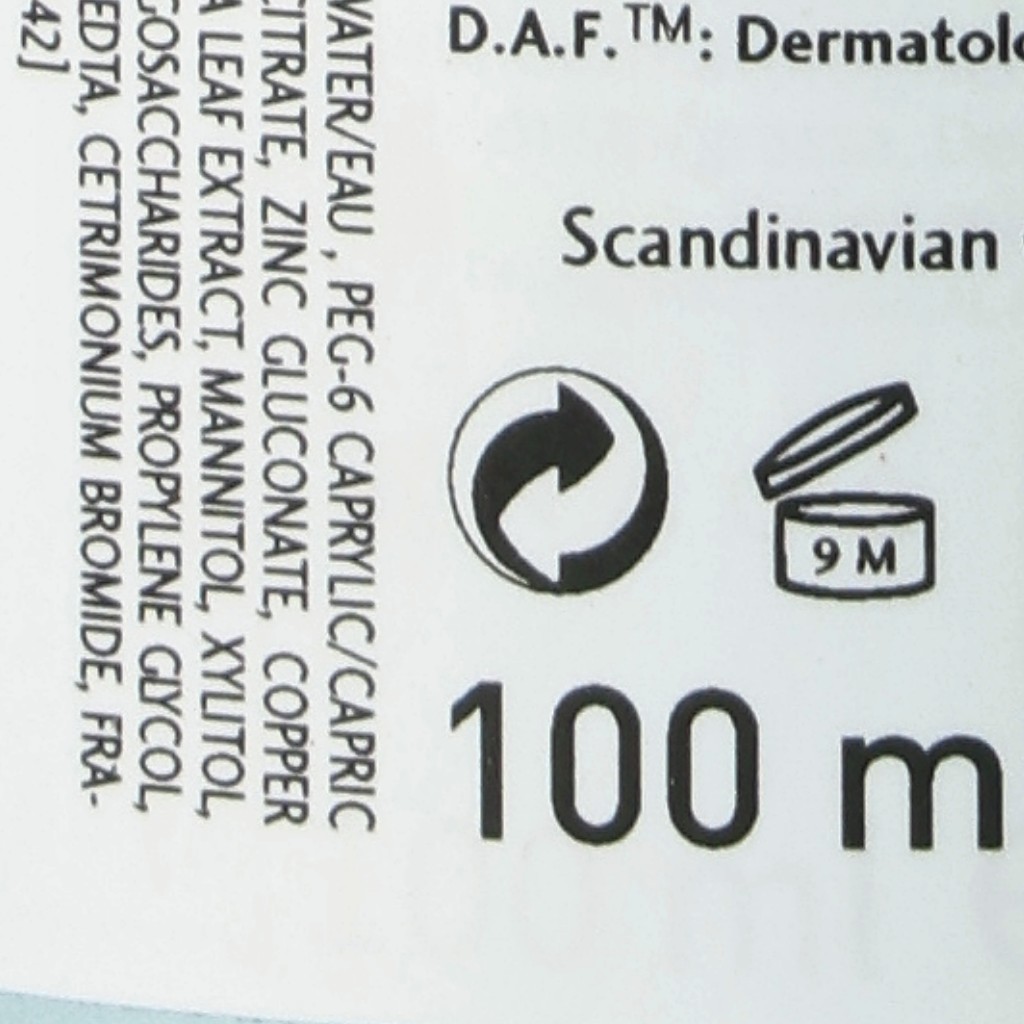 D.A.F.™: Dermatol
Scandinavian
9 M
100 m
WATER/EAU , PEG-6 CAPRYLIC/CAPRIC
CITRATE, ZINC GLUCONATE, COPPER
A LEAF EXTRACT, MANNITOL, XYLITOL,
GOSACCHARIDES, PROPYLENE GLYCOL,
EDTA, CETRIMONIUM BROMIDE, FRA-
42]